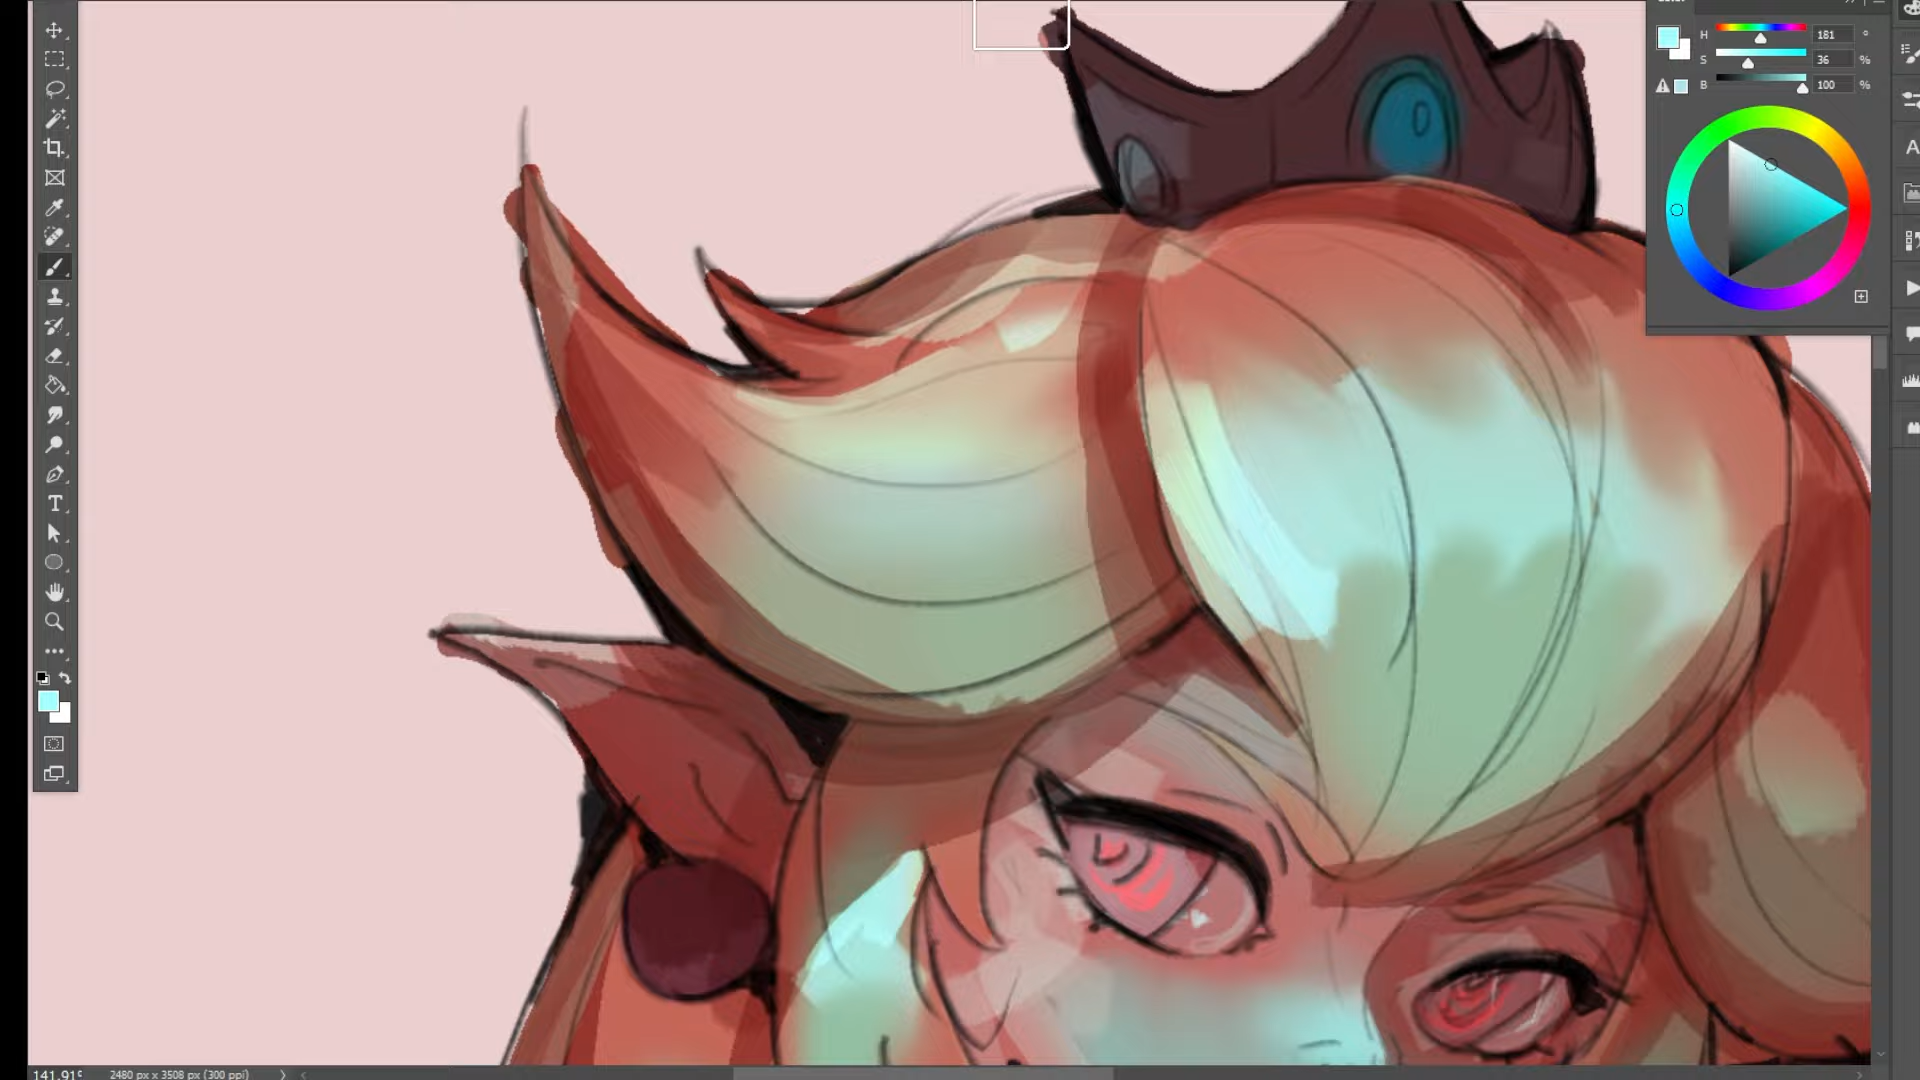 H 181 °
S 36 %
B 100 %
A
T
141.91%
2480 px x 3508 px (300 ppi)